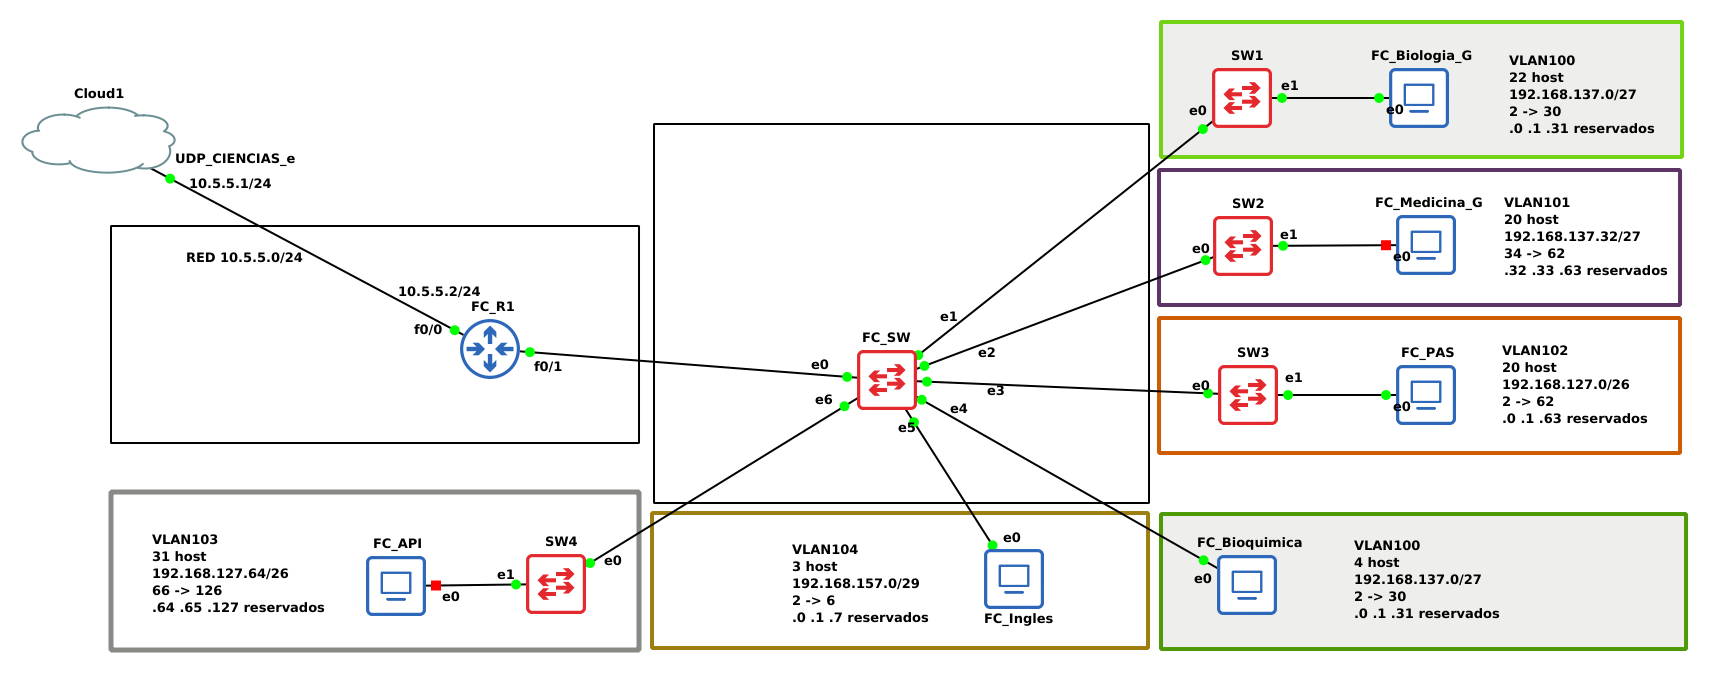 Cloud1
UDP_CIENCIAS_e
10.5.5.1/24
RED 10.5.5.0/24
10.5.5.2/24
FC_R1
f0/0
f0/1
FC_SW
e0
e1
e2
e3
e4
e5
e6
SW1
e0
e1
FC_Biologia_G
e0
VLAN100
22 host
192.168.137.0/27
2 -> 30
.0 .1 .31 reservados
SW2
e0
e1
FC_Medicina_G
e0
VLAN101
20 host
192.168.137.32/27
34 -> 62
.32 .33 .63 reservados
SW3
e0
e1
FC_PAS
e0
VLAN102
20 host
192.168.127.0/26
2 -> 62
.0 .1 .63 reservados
VLAN103
31 host
192.168.127.64/26
66 -> 126
.64 .65 .127 reservados
FC_API
e0
SW4
e1
e0
VLAN104
3 host
192.168.157.0/29
2 -> 6
.0 .1 .7 reservados
e0
FC_Ingles
FC_Bioquimica
e0
VLAN100
4 host
192.168.137.0/27
2 -> 30
.0 .1 .31 reservados